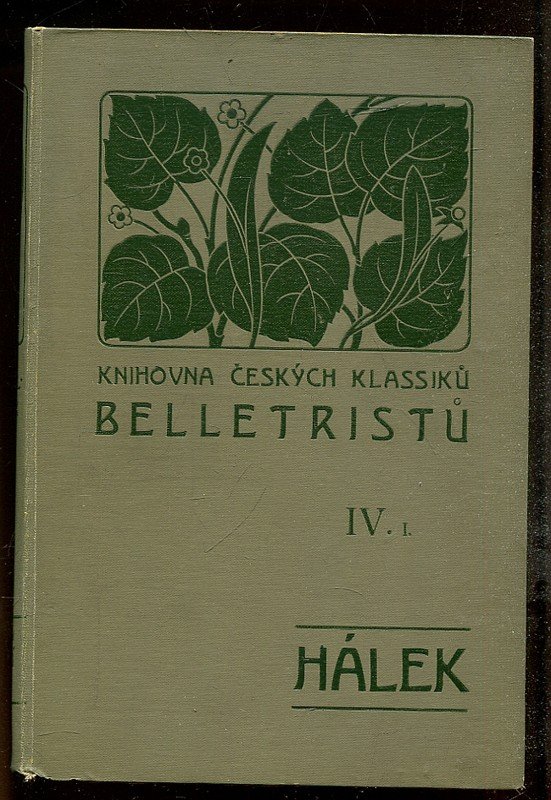 KNIHOVNA ČESKÝCH KLASSIKŮ
BELLETRISTŮ
IV. I.
HÁLEK